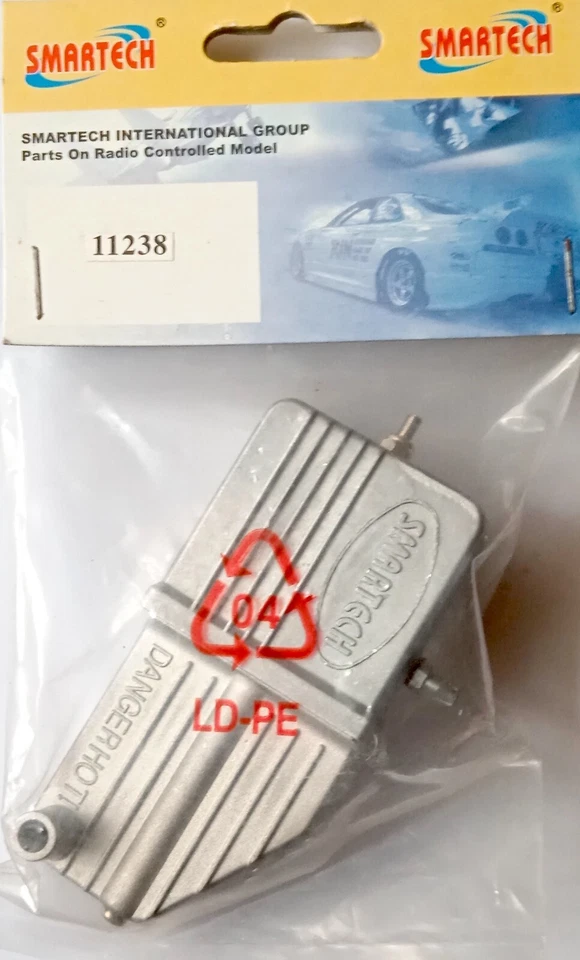 SMARTECH®
SMARTECH®
SMARTECH INTERNATIONAL GROUP
Parts On Radio Controlled Model
11238
SMARTECH
04
LD-PE
DANGERHOT!